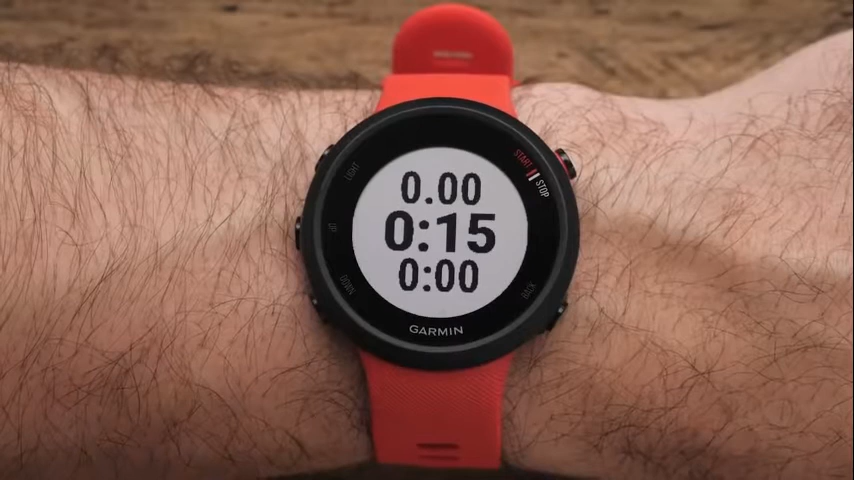 LIGHT
START
STOP
0.00
0:15
0:00
UP
DOWN
BACK
GARMIN